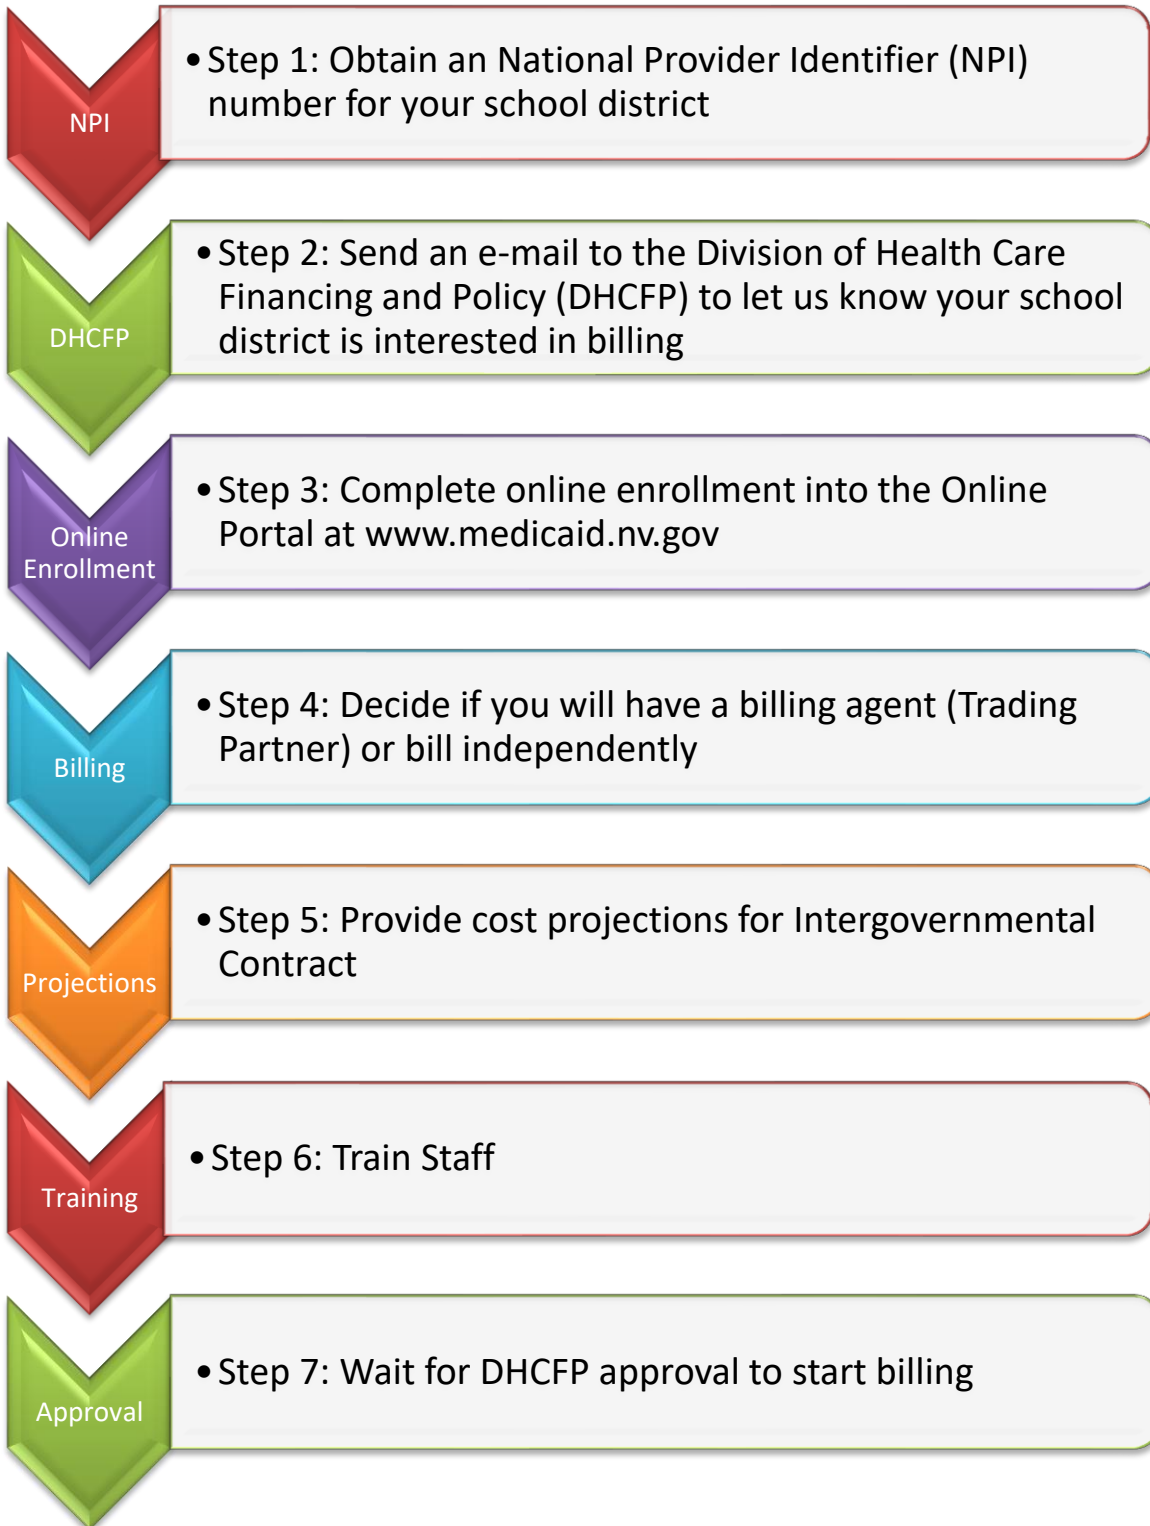 NPI
• Step 1: Obtain an National Provider Identifier (NPI)
number for your school district
DHCFP
• Step 2: Send an e-mail to the Division of Health Care
Financing and Policy (DHCFP) to let us know your school
district is interested in billing
Online
Enrollment
• Step 3: Complete online enrollment into the Online
Portal at www.medicaid.nv.gov
Billing
• Step 4: Decide if you will have a billing agent (Trading
Partner) or bill independently
Projections
• Step 5: Provide cost projections for Intergovernmental
Contract
Training
• Step 6: Train Staff
Approval
• Step 7: Wait for DHCFP approval to start billing